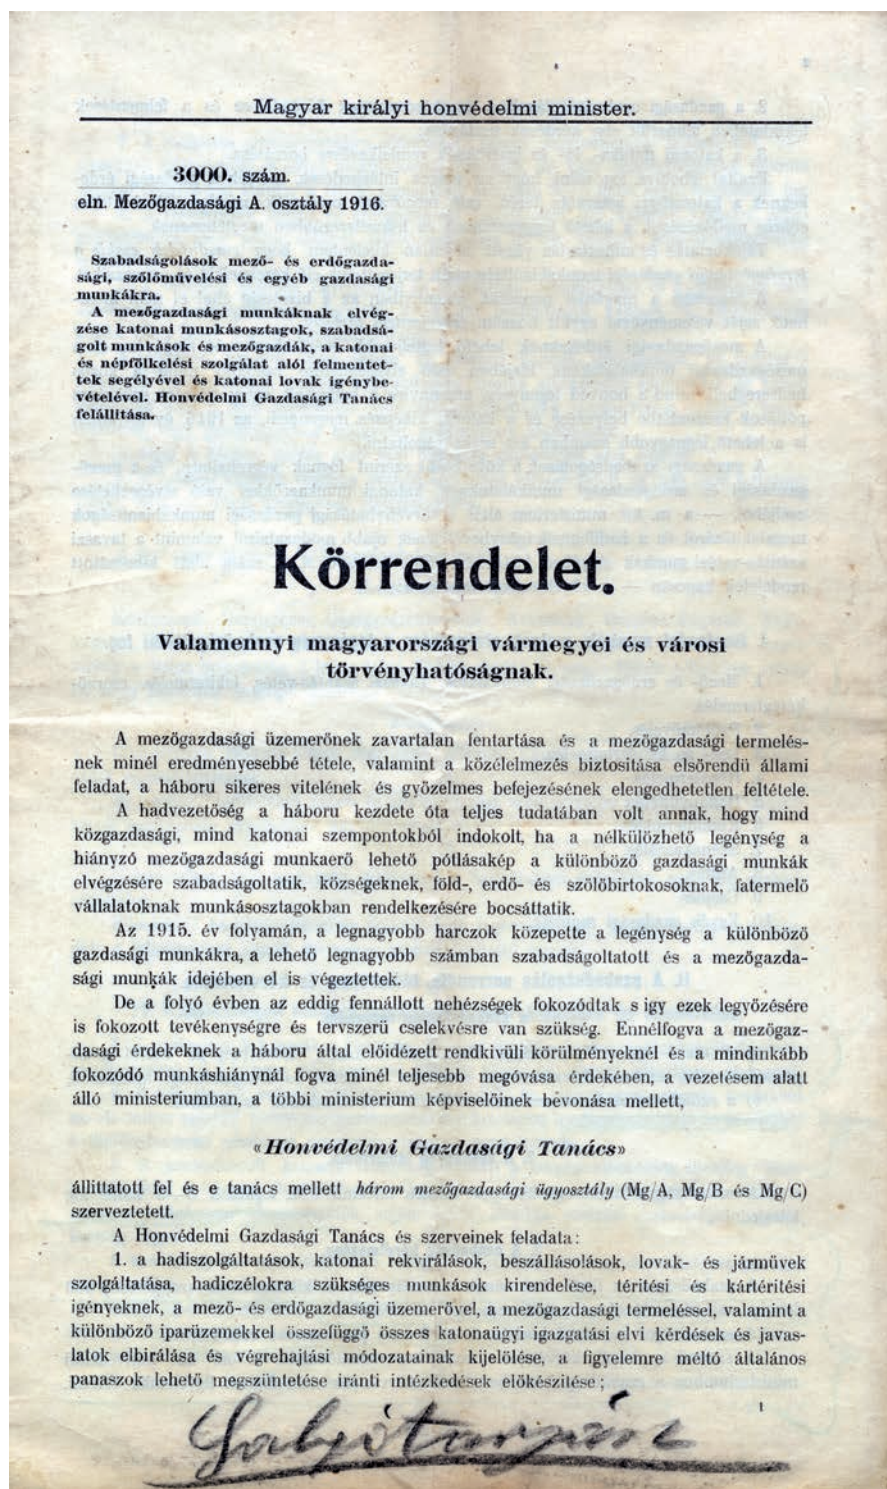 Magyar királyi honvédelmi minister.
3000. szám.
eln. Mezőgazdasági A. osztály 1916.
Szabadságolások mező- és erdőgazda-
sági, szőlőművelési és egyéb gazdasági
munkákra.
A mezőgazdasági munkáknak elvég-
zése katonai munkásosztagok, szabadsá-
golt munkások és mezőgazdák, a katonai
és népfölkelési szolgálat alól felmentet-
tek segélyével és katonai lovak igénybe-
vételével. Honvédelmi Gazdasági Tanács
felállitása.
Körrendelet.
Valamennyi magyarországi vármegyei és városi
törvényhatóságnak.
A mezőgazdasági üzemerőnek zavartalan fentartása és a mezőgazdasági termelés-
nek minél eredményesebbé tétele, valamint a közélelmezés biztositása elsőrendü állami
feladat, a háboru sikeres vitelének és győzelmes befejezésének elengedhetetlen feltétele.
A hadvezetőség a háboru kezdete óta teljes tudatában volt annak, hogy mind
közgazdasági, mind katonai szempontokból indokolt, ha a nélkülözhető legénység a
hiányzó mezőgazdasági munkaerő lehető pótlásakép a különböző gazdasági munkák
elvégzésére szabadságoltatik, községeknek, föld-, erdő- és szőlőbirtokosoknak, fatermelő
vállalatoknak munkásosztagokban rendelkezésére bocsáttatik.
Az 1915. év folyamán, a legnagyobb harczok közepette a legénység a különböző
gazdasági munkákra, a lehető legnagyobb számban szabadságoltatott és a mezőgazda-
sági munkák idejében el is végeztettek.
De a folyó évben az eddig fennállott nehézségek fokozódtak s igy ezek legyőzésére
is fokozott tevékenységre és tervszerü cselekvésre van szükség. Ennélfogva a mezőgaz-
dasági érdekeknek a háboru által előidézett rendkivüli körülményeknél és a mindinkább
fokozódó munkáshiánynál fogva minél teljesebb megóvása érdekében, a vezetésem alatt
álló ministeriumban, a többi ministerium képviselőinek bevonása mellett,
«Honvédelmi Gazdasági Tanács»
állittatott fel és e tanács mellett három mezőgazdasági ügyosztály (Mg/A, Mg/B és Mg/C)
szerveztetett.
A Honvédelmi Gazdasági Tanács és szerveinek feladata:
1. a hadiszolgáltatások, katonai rekvirálások, beszállásolások, lovak- és járművek
szolgáltatása, hadiczélokra szükséges munkások kirendelése, téritési és kártéritési
igényeknek, a mező- és erdőgazdasági üzemerővel, a mezőgazdasági termeléssel, valamint a
különböző iparüzemekkel összefüggő összes katonaügyi igazgatási elvi kérdések és javas-
latok elbirálása és végrehajtási módozatainak kijelölése, a figyelemre méltó általános
panaszok lehető megszüntetése iránti intézkedések előkészitése;
1